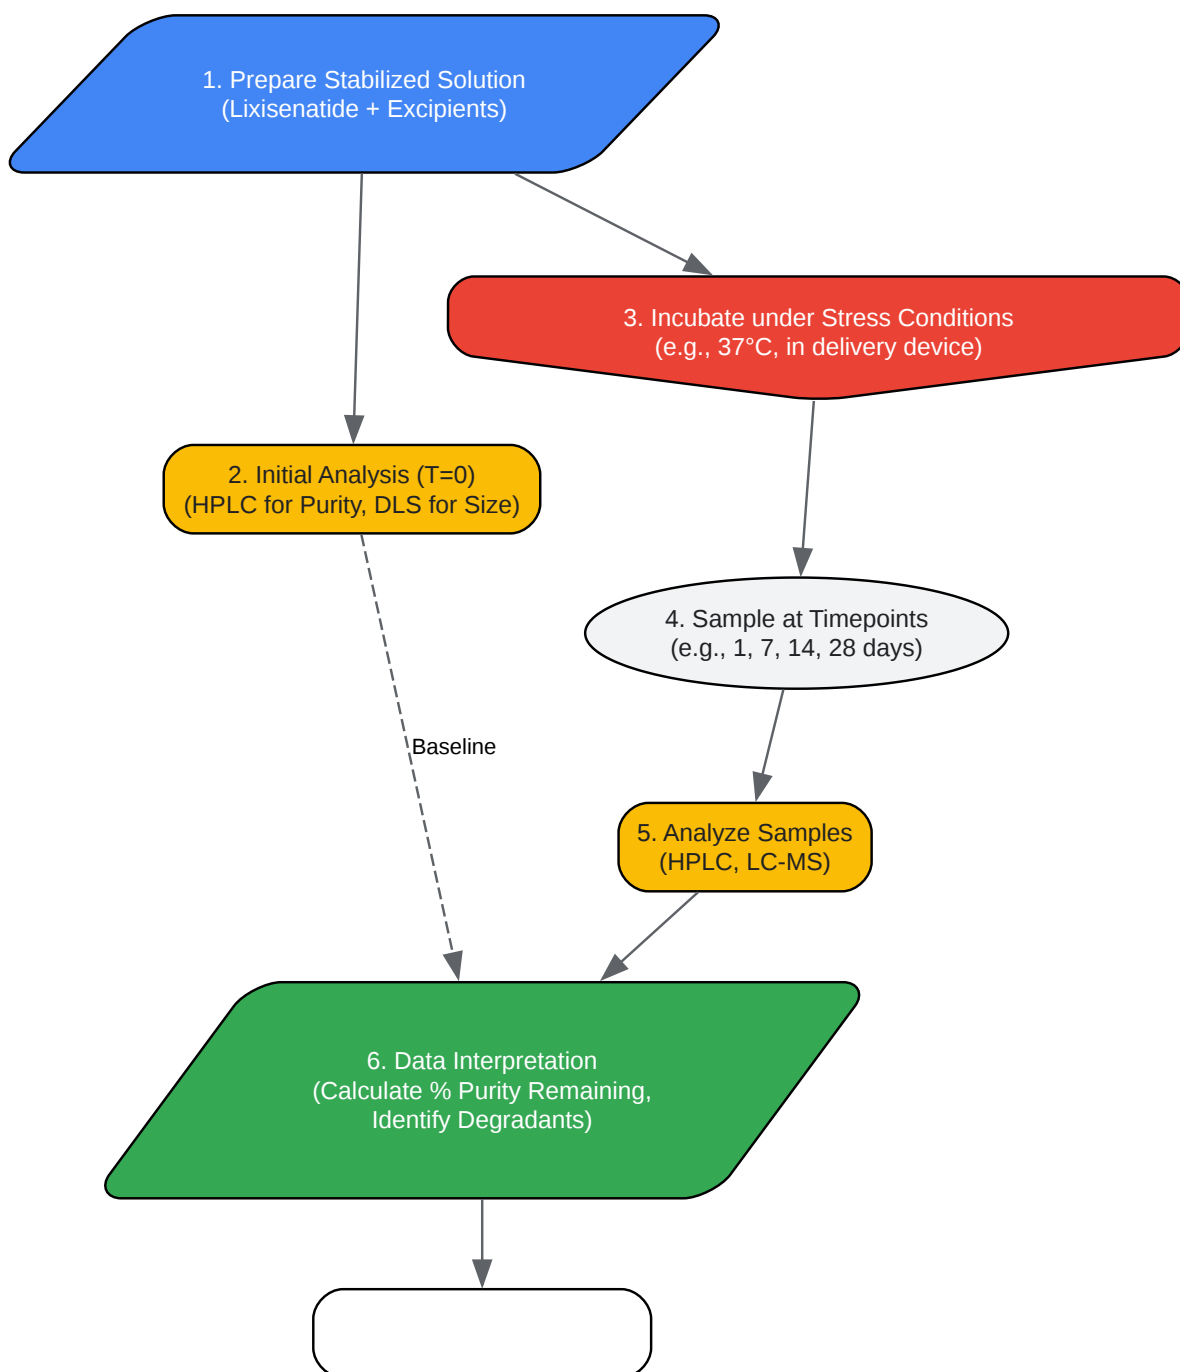 1. Prepare Stabilized Solution
(Lixisenatide + Excipients)
3. Incubate under Stress Conditions
(e.g., 37°C, in delivery device)
2. Initial Analysis (T=0)
(HPLC for Purity, DLS for Size)
4. Sample at Timepoints
(e.g., 1, 7, 14, 28 days)
Baseline
5. Analyze Samples
(HPLC, LC-MS)
6. Data Interpretation
(Calculate % Purity Remaining,
Identify Degradants)